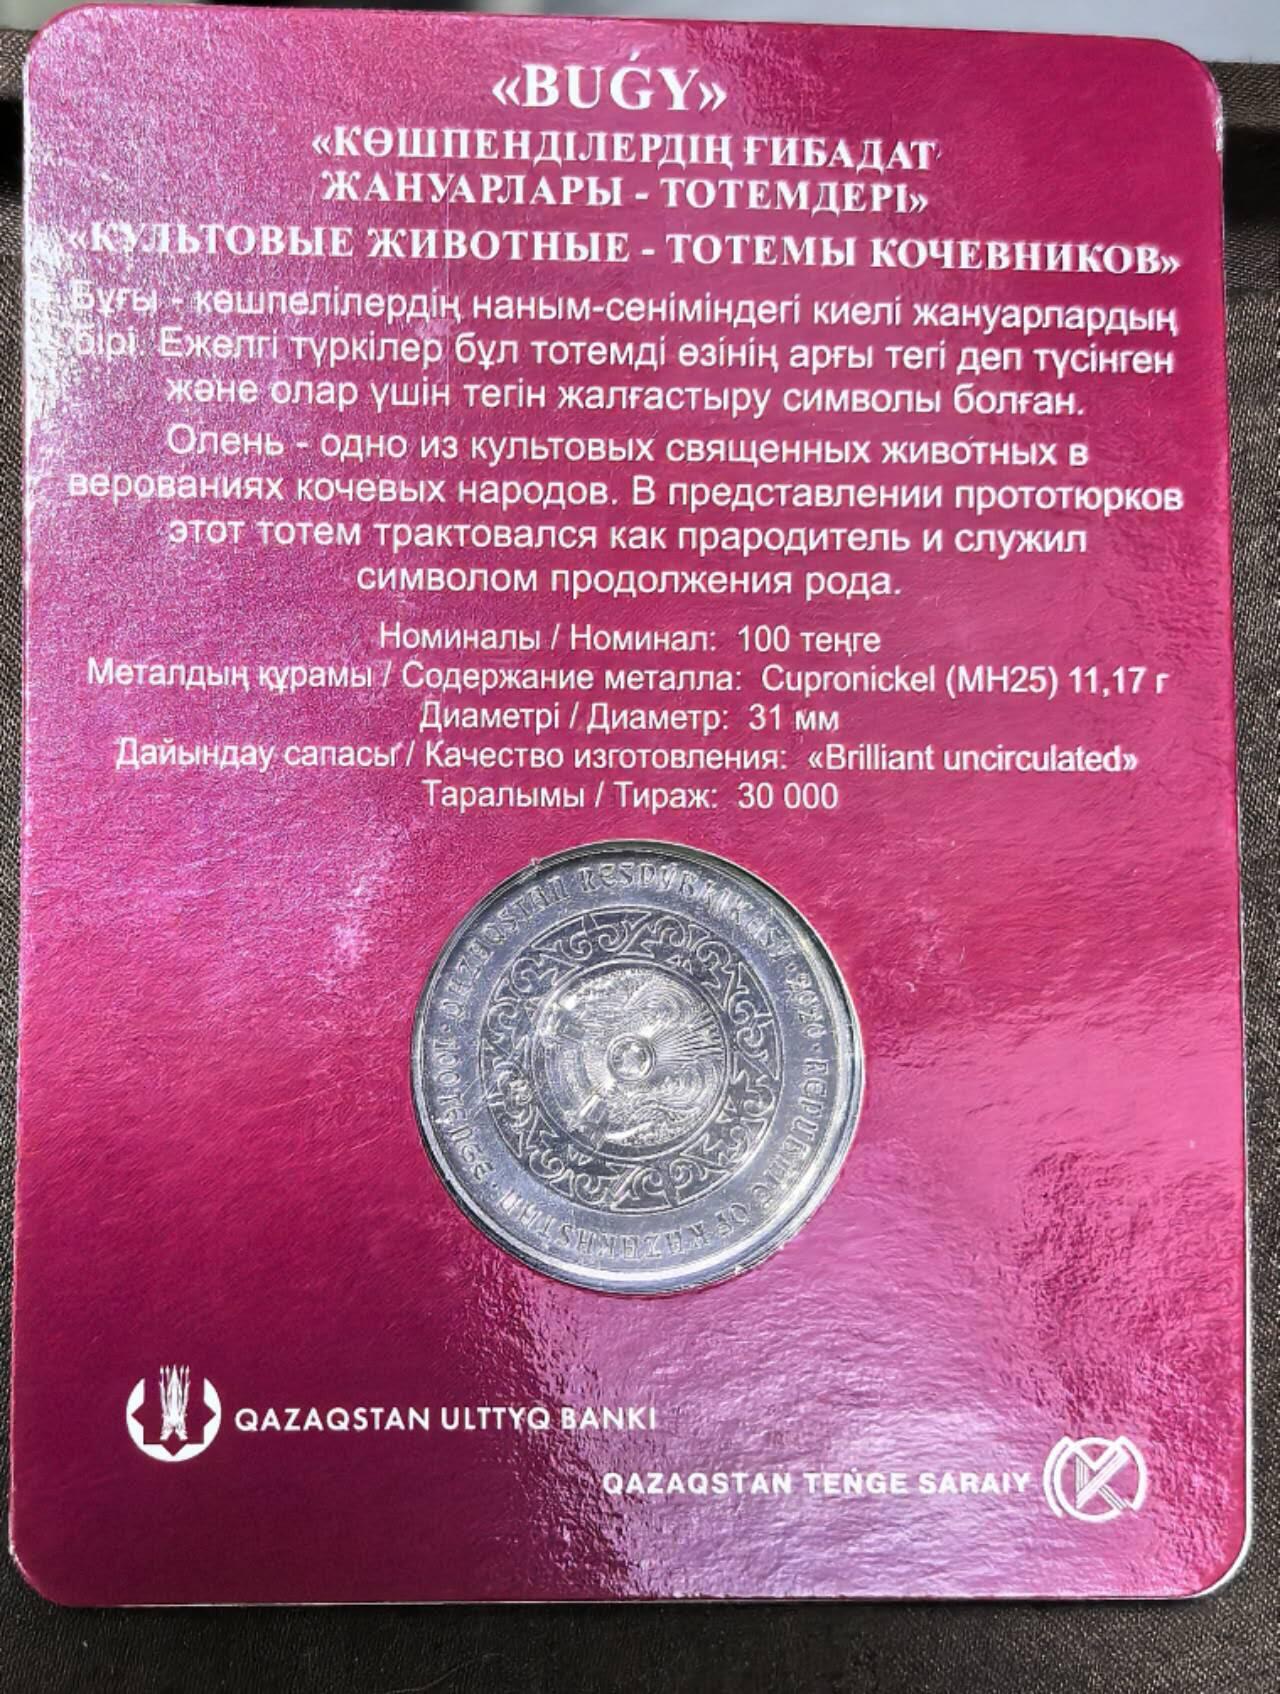 «BUǴY»
«КӨШПЕНДІЛЕРДІҢ ҒИБАДАТ
ЖАНУАРЛАРЫ - ТОТЕМДЕРІ»
«КУЛЬТОВЫЕ ЖИВОТНЫЕ - ТОТЕМЫ КОЧЕВНИКОВ»
Бұғы - көшпелілердің наным-сеніміндегі киелі жануарлардың
бірі. Ежелгі түркілер бұл тотемді өзінің арғы тегі деп түсінген
және олар үшін тегін жалғастыру символы болған.
Олень - одно из культовых священных животных в
верованиях кочевых народов. В представлении прототюрков
этот тотем трактовался как прародитель и служил
символом продолжения рода.
Номиналы / Номинал: 100 теңге
Металдың құрамы / Содержание металла: Cupronickel (МН25) 11,17 г
Диаметрі / Диаметр: 31 мм
Дайындау сапасы / Качество изготовления: «Brilliant uncirculated»
Таралымы / Тираж: 30 000
QAZAQSTAN RESPÝBLIKASY · 2020 · REPUBLIC OF KAZAKHSTAN
QAZAQSTAN ULTTYQ BANKI
QAZAQSTAN TEŃGE SARAIY